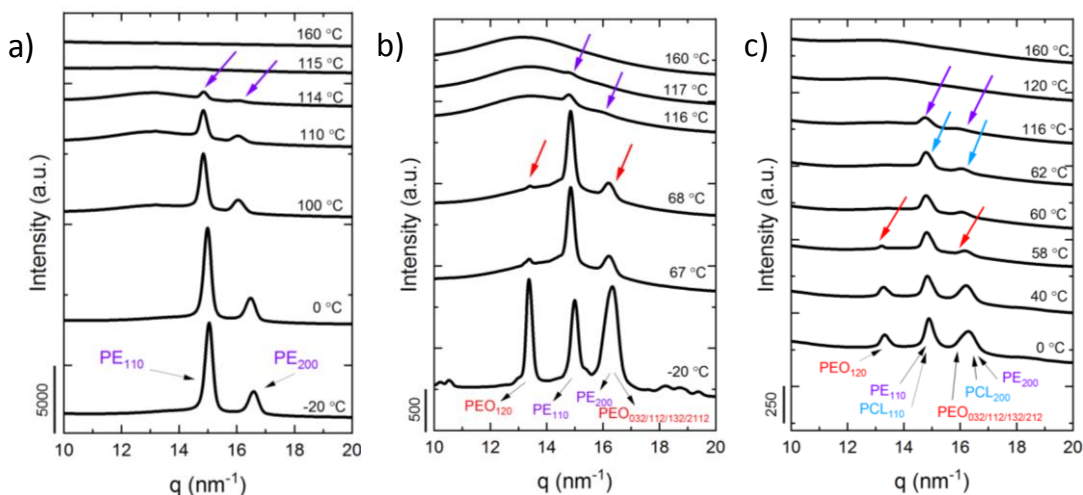 a)
160 °C
115 °C
114 °C
110 °C
100 °C
0 °C
-20 °C
PE110
PE200
5000
Intensity (a.u.)
10 12 14 16 18 20
q (nm-1)
b)
160 °C
117 °C
116 °C
68 °C
67 °C
-20 °C
PEO120
PE110
PE200
PEO032/112/132/2112
500
Intensity (a.u.)
10 12 14 16 18 20
q (nm-1)
c)
160 °C
120 °C
116 °C
62 °C
60 °C
58 °C
40 °C
0 °C
PEO120
PE110
PCL110
PE200
PCL200
PEO032/112/132/212
250
Intensity (a.u.)
10 12 14 16 18 20
q (nm-1)